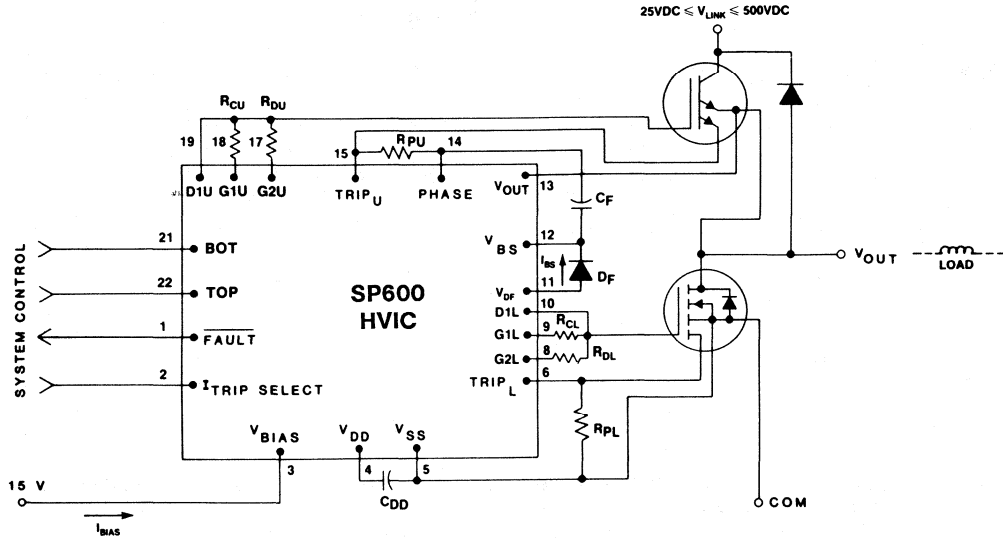 25VDC ≤ VLINK ≤ 500VDC
RCU
RDU
19
18
17
15
RPU
14
D1U
G1U
G2U
TRIPU
PHASE
VOUT
13
CF
SYSTEM CONTROL
21
BOT
22
TOP
1
FAULT
2
ITRIP SELECT
SP600
HVIC
VBS
12
IBS
DF
VDF
11
D1L
10
G1L
9
RCL
G2L
8
RDL
TRIPL
6
RPL
VOUT
LOAD
VBIAS
3
VDD
4
VSS
5
CDD
15 V
IBIAS
COM